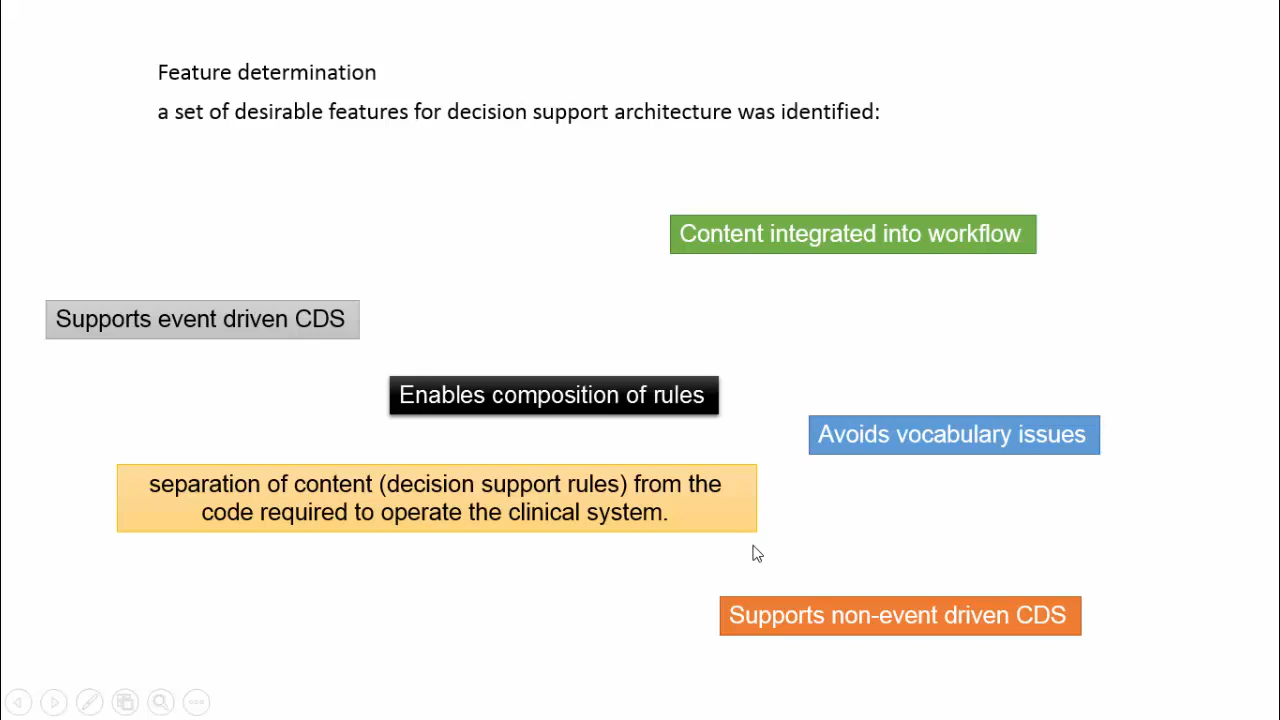 Feature determination
a set of desirable features for decision support architecture was identified:
Content integrated into workflow
Supports event driven CDS
Enables composition of rules
Avoids vocabulary issues
separation of content (decision support rules) from the
code required to operate the clinical system.
Supports non-event driven CDS